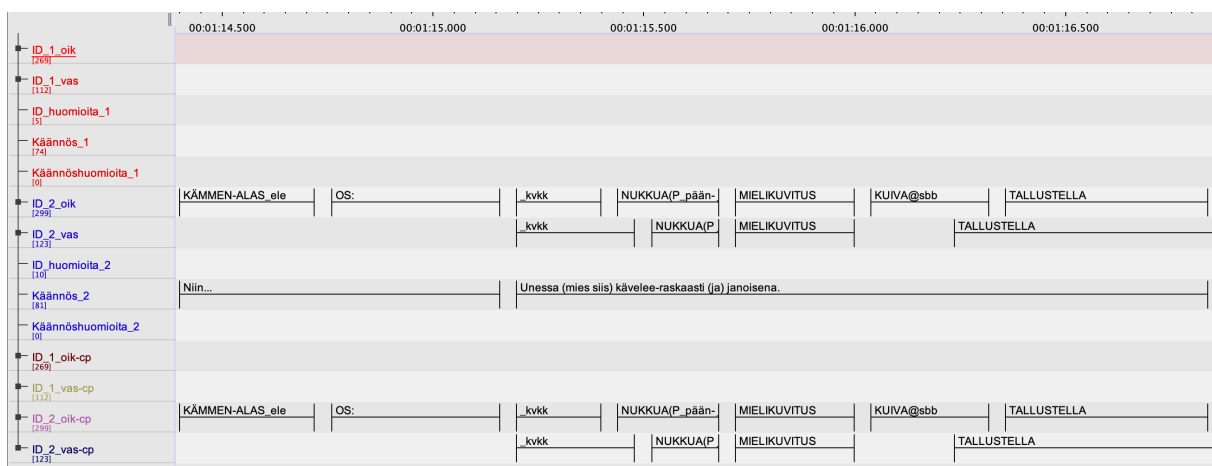 00:01:14.500 00:01:15.000 00:01:15.500 00:01:16.000 00:01:16.500
ID_1_oik
[269]
ID_1_vas
[112]
ID_huomioita_1
[5]
Käännös_1
[74]
Käännöshuomioita_1
[0]
ID_2_oik KÄMMEN-ALAS_ele OS: _kvkk NUKKUA(P_pään- MIELIKUVITUS KUIVA@sbb TALLUSTELLA
[299]
ID_2_vas _kvkk NUKKUA(P MIELIKUVITUS TALLUSTELLA
[123]
ID_huomioita_2
[10]
Käännös_2 Niin... Unessa (mies siis) kävelee-raskaasti (ja) janoisena.
[81]
Käännöshuomioita_2
[0]
ID_1_oik-cp
[269]
ID_1_vas-cp
[112]
ID_2_oik-cp KÄMMEN-ALAS_ele OS: _kvkk NUKKUA(P_pään- MIELIKUVITUS KUIVA@sbb TALLUSTELLA
[299]
ID_2_vas-cp _kvkk NUKKUA(P MIELIKUVITUS TALLUSTELLA
[123]